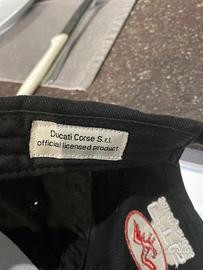 Ducati Corse S.r.l.
official licensed product